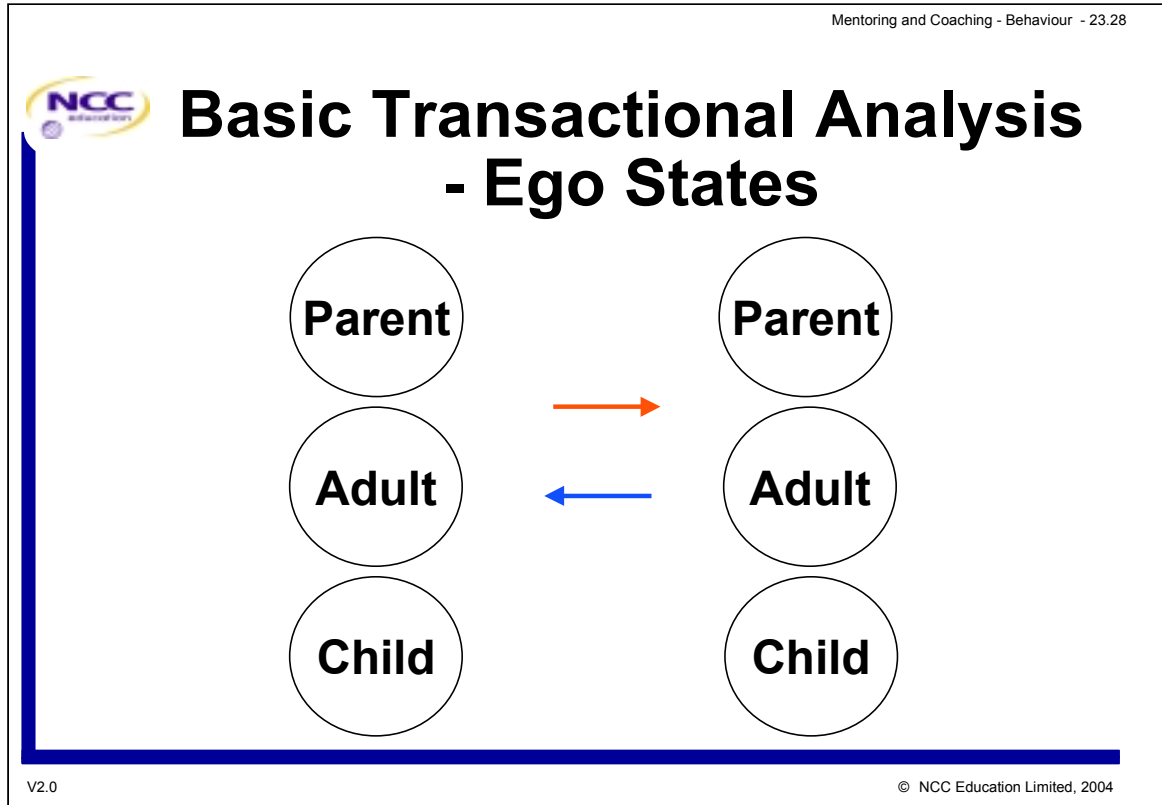 Mentoring and Coaching - Behaviour - 23.28
NCC
education
Basic Transactional Analysis
- Ego States
Parent Parent
Adult Adult
Child Child
V2.0 © NCC Education Limited, 2004